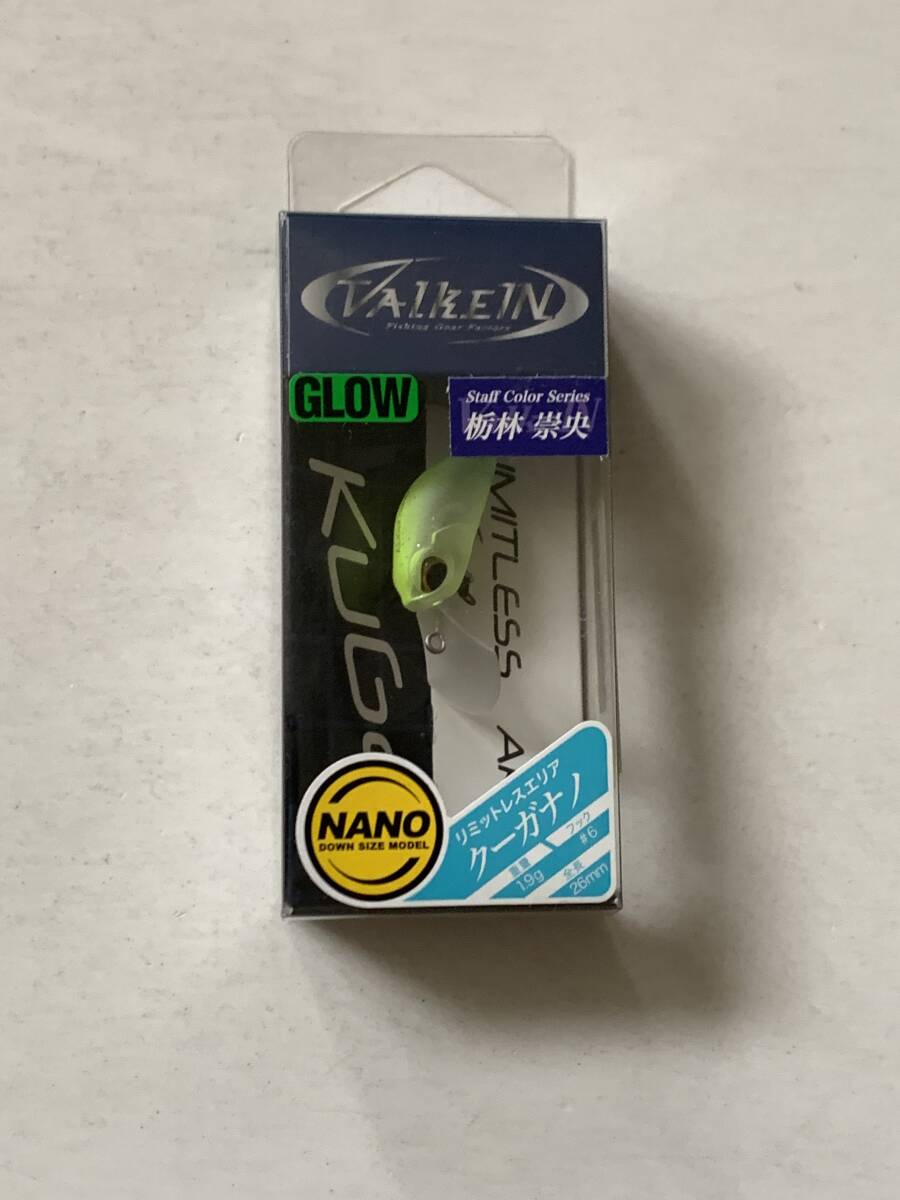 ValkeIN
Fishing Gear Factory
GLOW
Staff Color Series
栃林 崇央
KUGA
LIMITLESS AR
NANO
DOWN SIZE MODEL
リミットレスエリア
クーガナノ
重量 フック
1.9g #6
全長
26mm